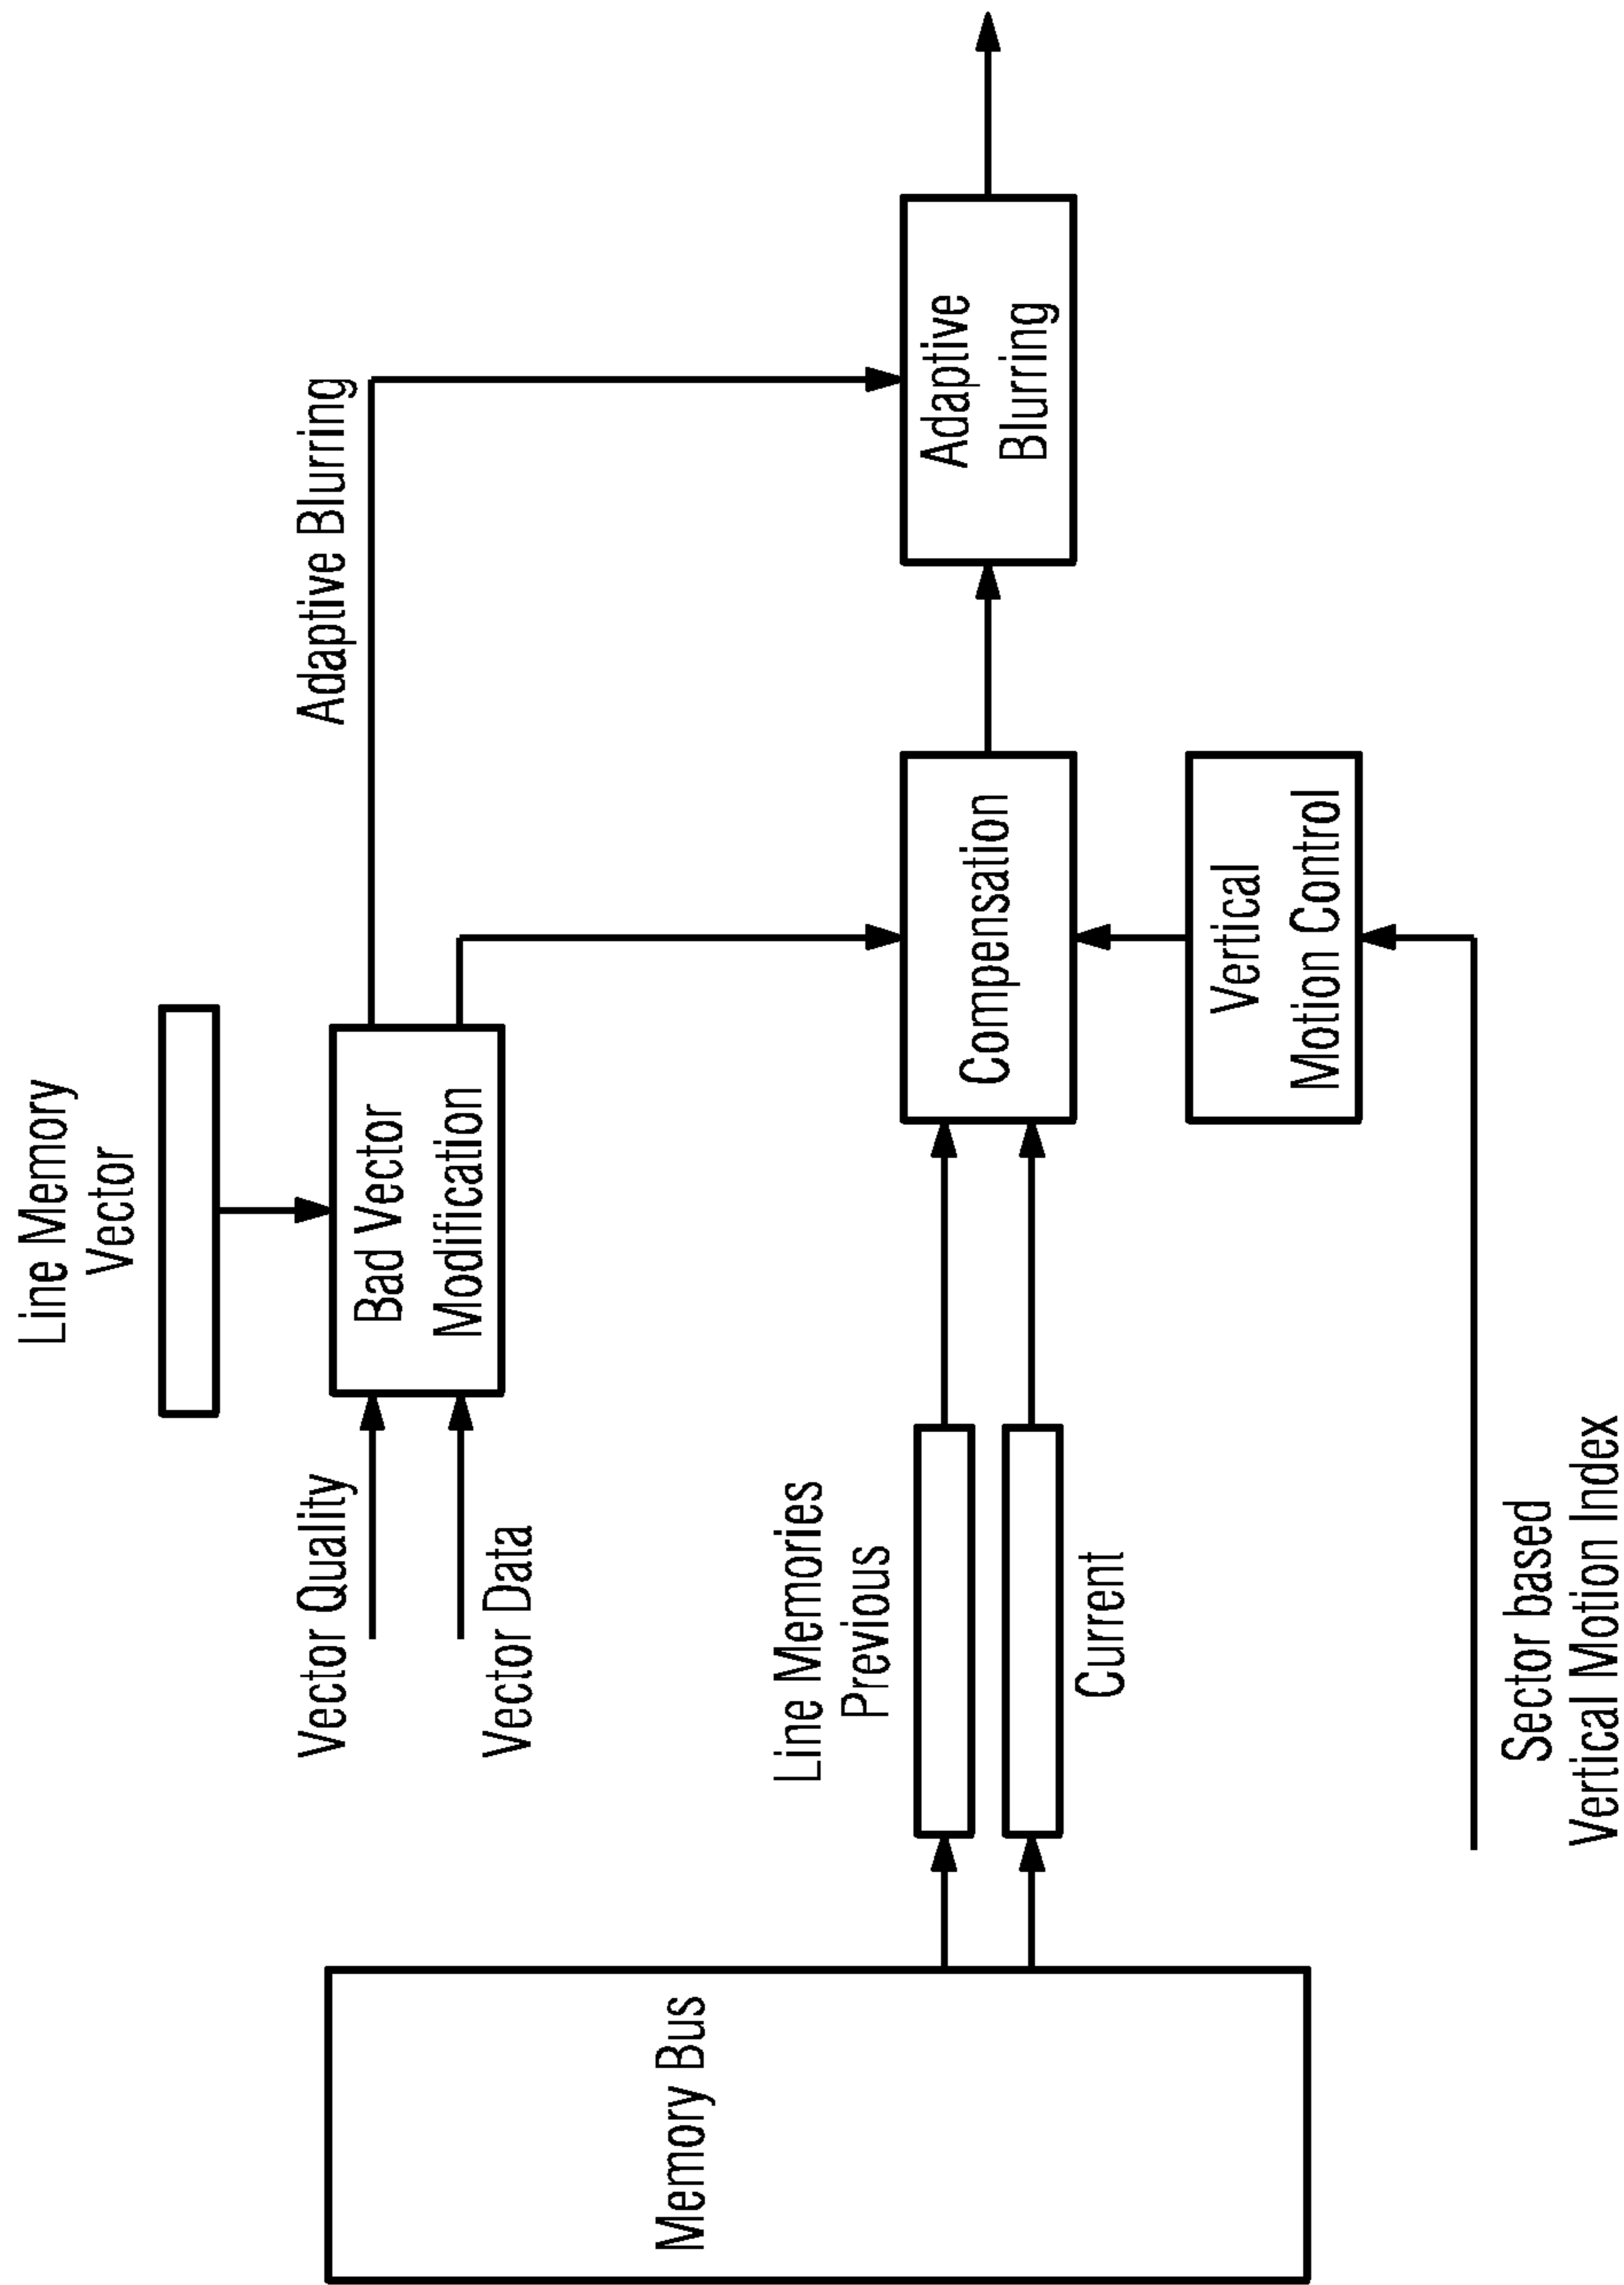 Line Memory
Vector
Adaptive Blurring
Vector Quality
Bad Vector
Modification
Vector Data
Line Memories
Previous
Current
Compensation
Adaptive
Blurring
Vertical
Motion Control
Memory Bus
Sector based
Vertical Motion Index